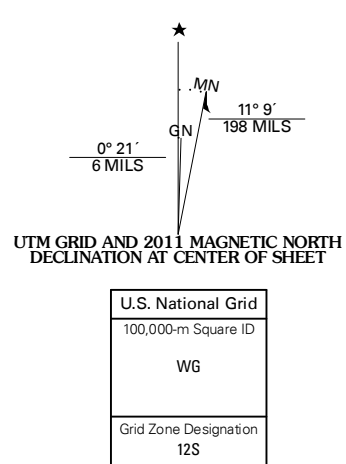 ★
MN
GN
11° 9´
198 MILS
0° 21´
6 MILS
UTM GRID AND 2011 MAGNETIC NORTH
DECLINATION AT CENTER OF SHEET
U.S. National Grid
100,000-m Square ID
WG
Grid Zone Designation
12S